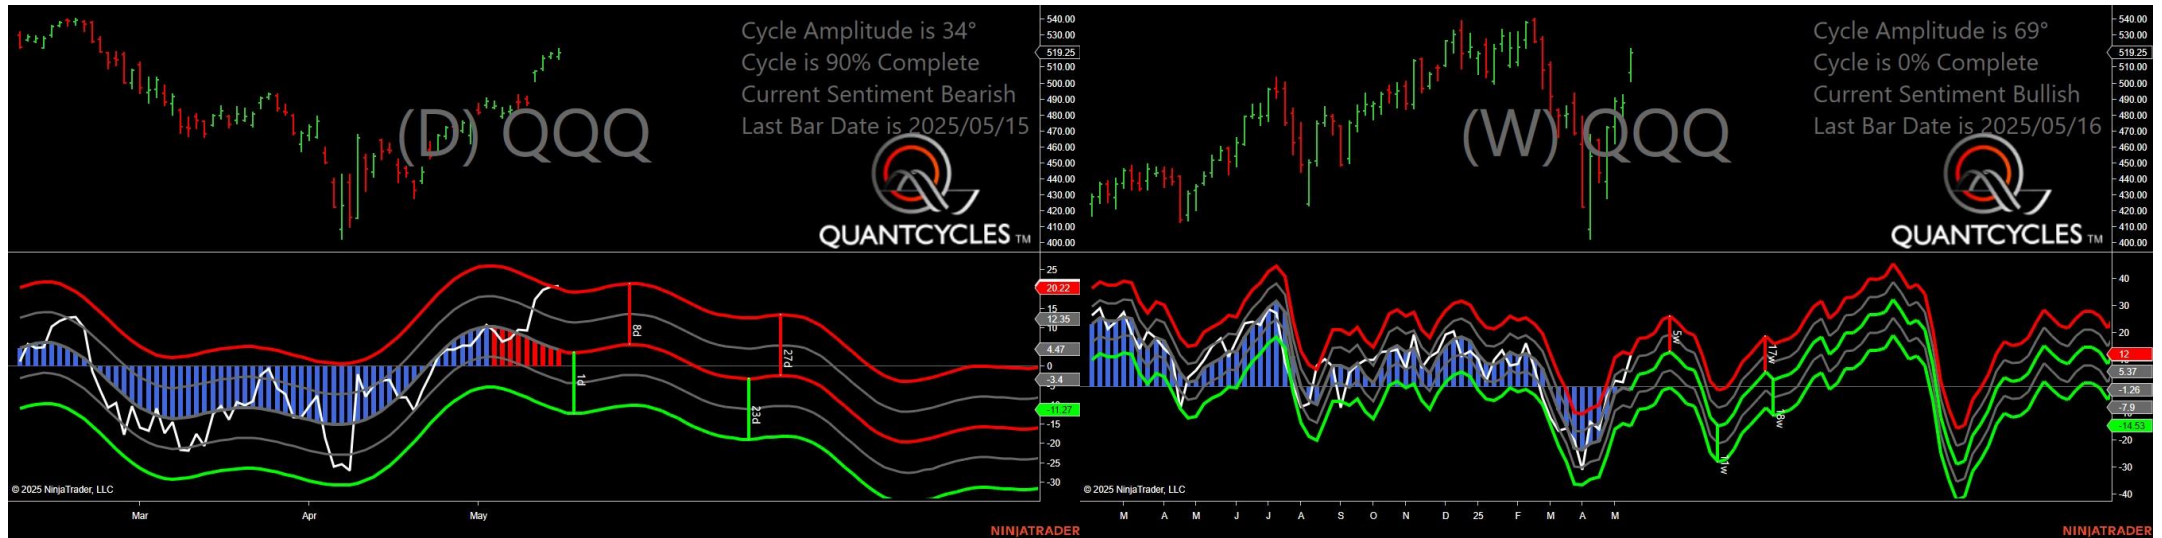 Cycle Amplitude is 34°
Cycle is 90% Complete
Current Sentiment Bearish
Last Bar Date is 2025/05/15
(D) QQQ
QUANTCYCLES TM
540.00
530.00
519.25
510.00
500.00
490.00
480.00
470.00
460.00
450.00
440.00
430.00
420.00
410.00
400.00
25
20.22
15
12.35
10
4.47
0
-3.4
-11.27
-15
-20
-25
-30
1d
8d
23d
27d
© 2025 NinjaTrader, LLC
Mar
Apr
May
NINJATRADER
Cycle Amplitude is 69°
Cycle is 0% Complete
Current Sentiment Bullish
Last Bar Date is 2025/05/16
(W) QQQ
QUANTCYCLES TM
540.00
530.00
519.25
510.00
500.00
490.00
480.00
470.00
460.00
450.00
440.00
430.00
420.00
410.00
400.00
40
30
20
12
5.37
-1.26
-7.9
-14.53
-20
-30
-40
5w
11w
17w
18w
© 2025 NinjaTrader, LLC
M
A
M
J
J
A
S
O
N
D
25
F
M
A
M
NINJATRADER